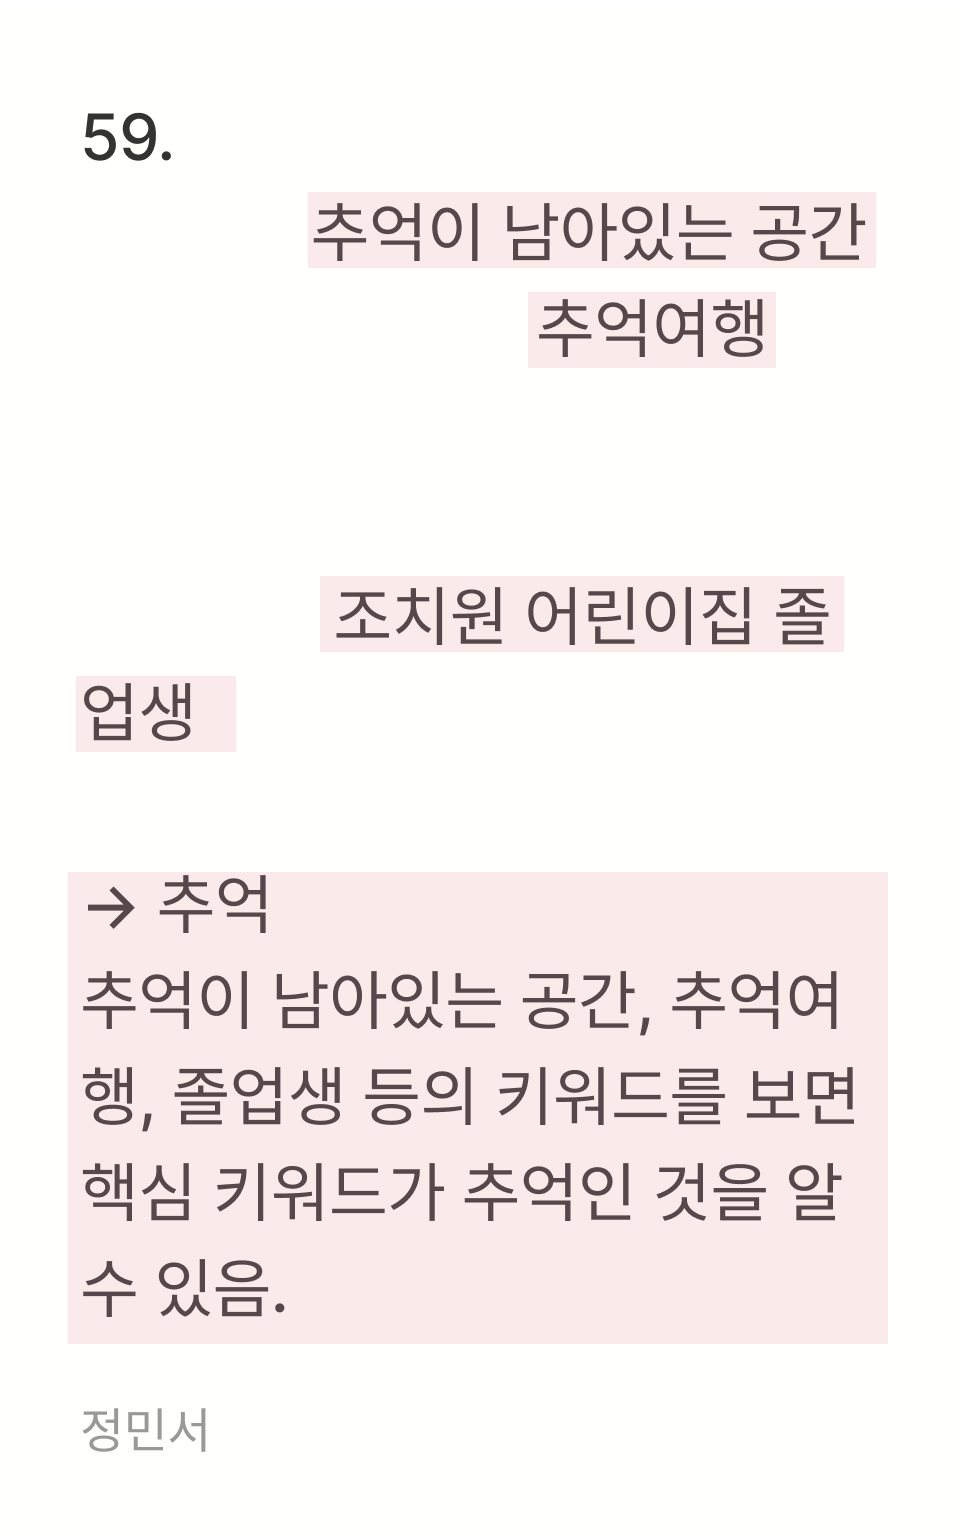 59.
추억이 남아있는 공간
추억여행
조치원 어린이집 졸
업생
→ 추억
추억이 남아있는 공간, 추억여
행, 졸업생 등의 키워드를 보면
핵심 키워드가 추억인 것을 알
수 있음.
정민서